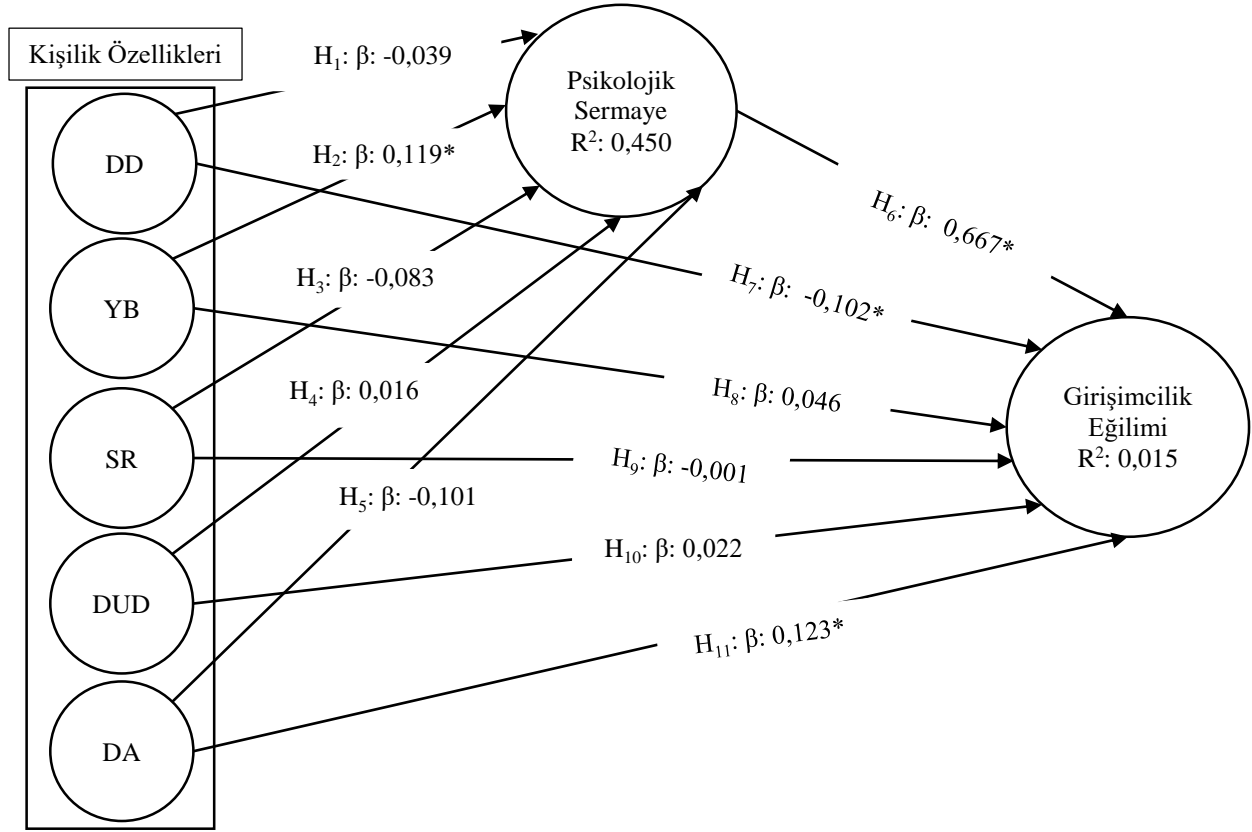 Kişilik Özellikleri
DD
YB
SR
DUD
DA
H₁: β: -0,039
H₂: β: 0,119*
H₃: β: -0,083
H₄: β: 0,016
H₅: β: -0,101
Psikolojik
Sermaye
R²: 0,450
H₆: β: 0,667*
H₇: β: -0,102*
H₈: β: 0,046
H₉: β: -0,001
H₁₀: β: 0,022
H₁₁: β: 0,123*
Girişimcilik
Eğilimi
R²: 0,015